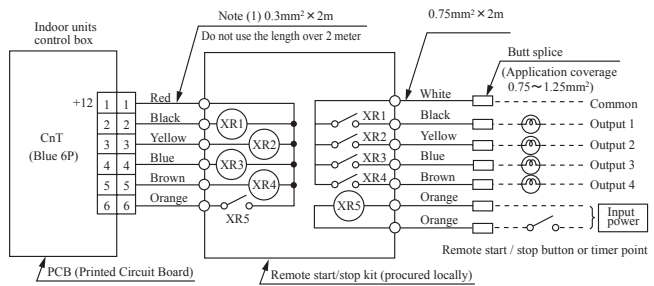 Note (1) 0.3mm² × 2m
0.75mm² × 2m
Indoor units
control box
Do not use the length over 2 meter
Butt splice
(Application coverage
0.75~1.25mm²)
+12 1 1 Red White Common
2 2 Black XR1 XR1 Black Output 1
CnT
(Blue 6P)
3 3 Yellow XR2 XR2 Yellow Output 2
4 4 Blue XR3 XR3 Blue Output 3
5 5 Brown XR4 XR4 Brown Output 4
6 6 Orange XR5 XR5 Orange
Orange
Input
power
Remote start / stop button or timer point
PCB (Printed Circuit Board)
Remote start/stop kit (procured locally)